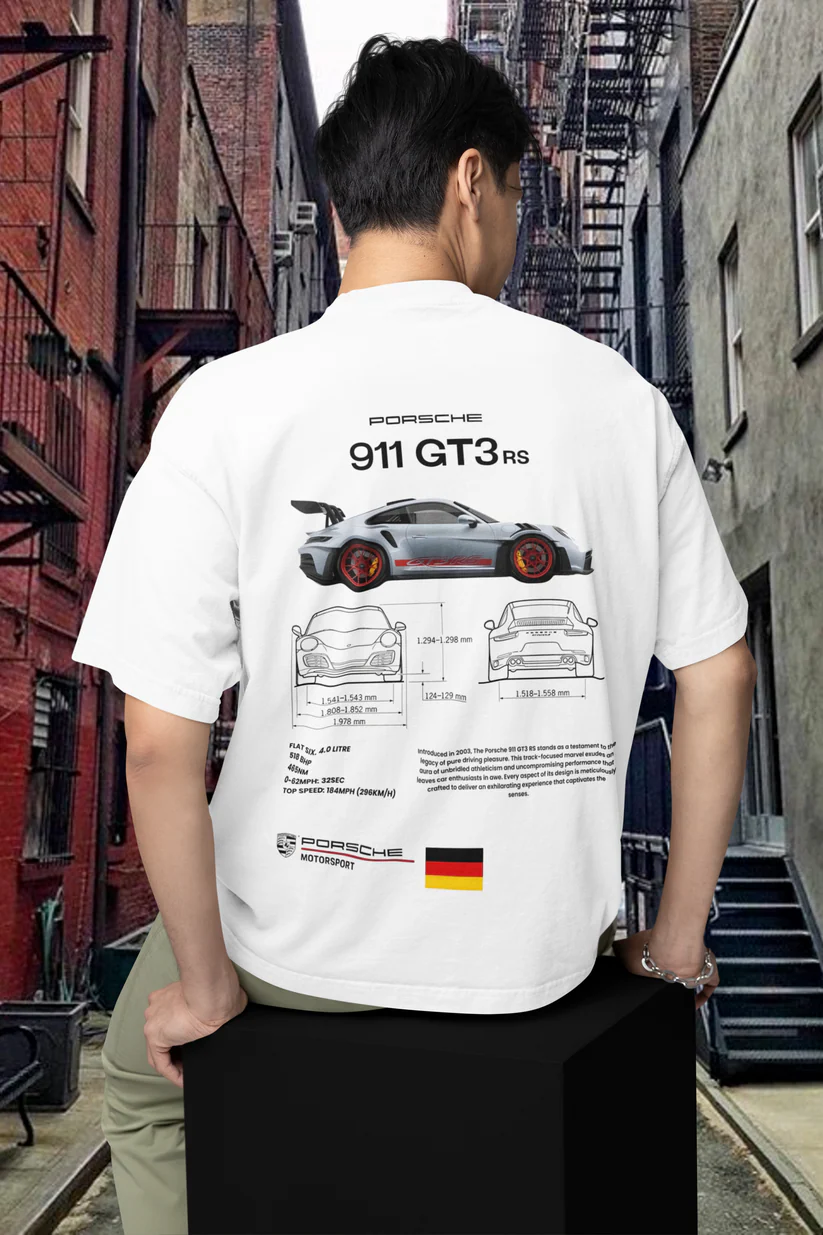 PORSCHE
911 GT3 RS
GT3 RS
1.294–1.298 mm
PORSCHE
124–129 mm
1.541–1.543 mm
1.808–1.852 mm
1.978 mm
1.518–1.558 mm
FLAT SIX, 4.0 LITRE
518 BHP
465NM
0-62MPH: 32SEC
TOP SPEED: 184MPH (296KM/H)
Introduced in 2003, The Porsche 911 GT3 RS stands as a testament to the
legacy of pure driving pleasure. This track-focused marvel exudes an
aura of unbridled athleticism and uncompromising performance that
leaves car enthusiasts in awe. Every aspect of its design is meticulously
crafted to deliver an exhilarating experience that captivates the
senses.
PORSCHE
MOTORSPORT